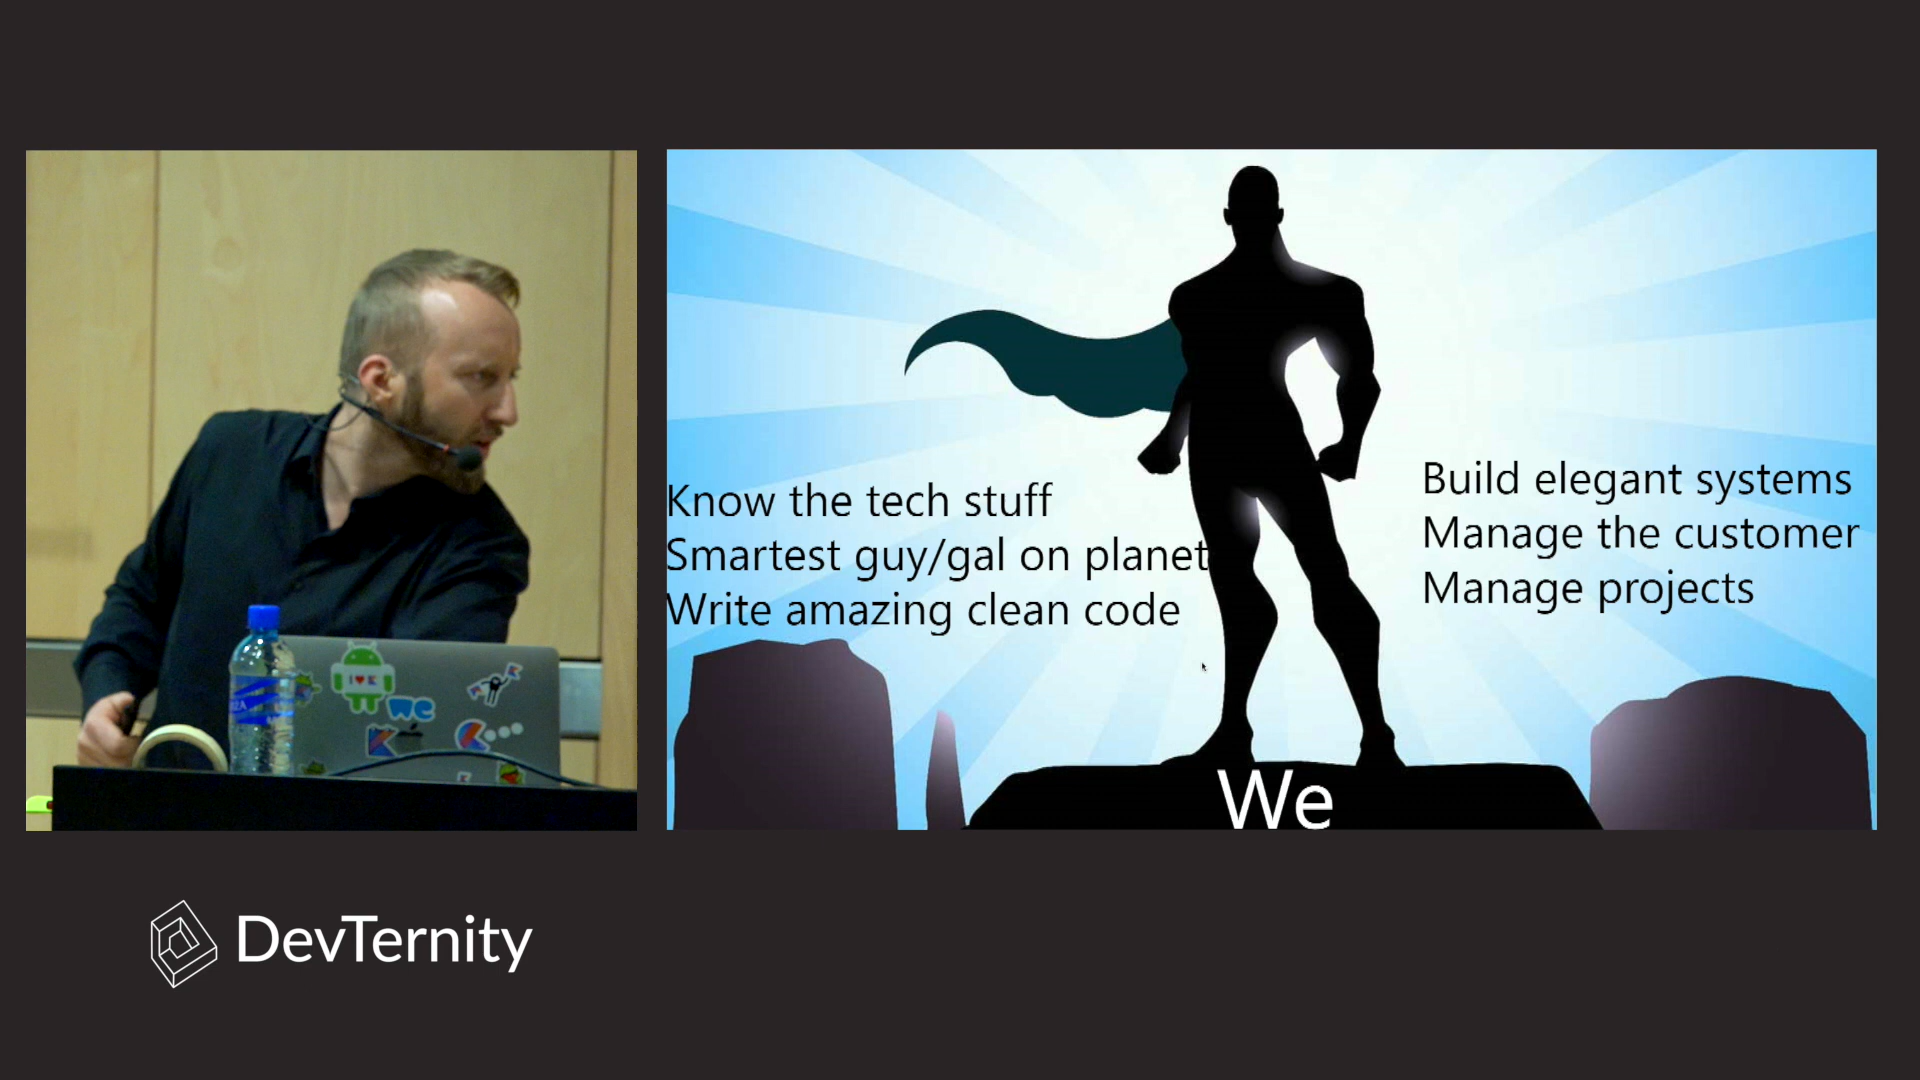 I ♥ K
we
Know the tech stuff
Smartest guy/gal on planet
Write amazing clean code
Build elegant systems
Manage the customer
Manage projects
We
DevTernity